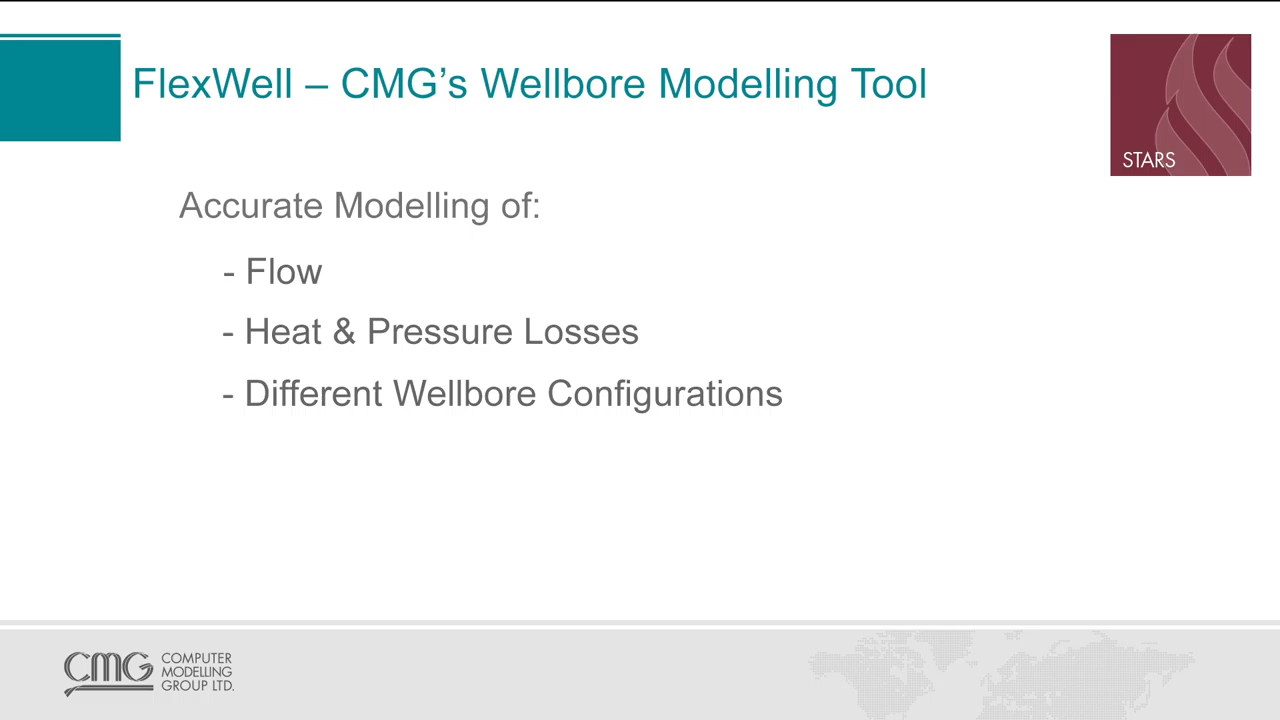 FlexWell – CMG’s Wellbore Modelling Tool
STARS
Accurate Modelling of:
- Flow
- Heat & Pressure Losses
- Different Wellbore Configurations
CMG COMPUTER
MODELLING
GROUP LTD.